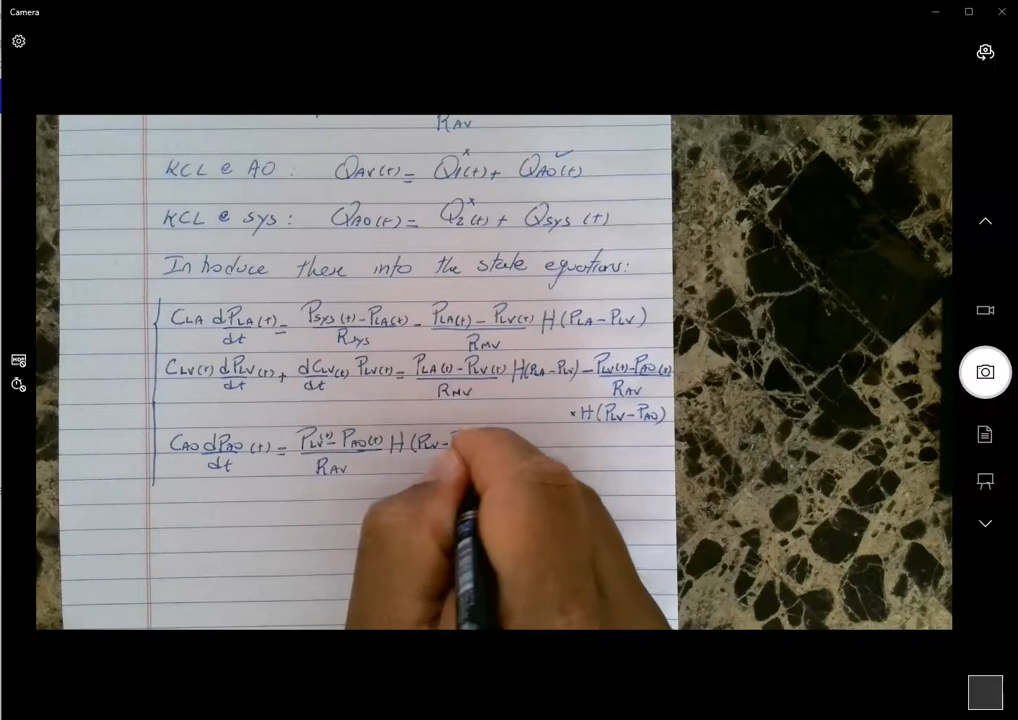 Camera
RAV
KCL @ AO : QAV(t) = Q1(t) + QAO(t)
KCL @ sys : QAO(t) = Q2(t) + QSYS (t)
Introduce these into the state equations:
CLA dPLA(t)/dt = PSYS(t) - PLA(t)/RSYS - PLA(t) - PLV(t)/RMV H(PLA - PLV)
CLV(t) dPLV(t)/dt + dCLV(t)/dt PLV(t) = PLA(t) - PLV(t)/RMV H(PLA - PLV) - PLV(t) - PAO(t)/RAV
* H(PLV - PAO)
CAO dPAO/dt (t) = PLV(t) - PAO(t)/RAV H(PLV -